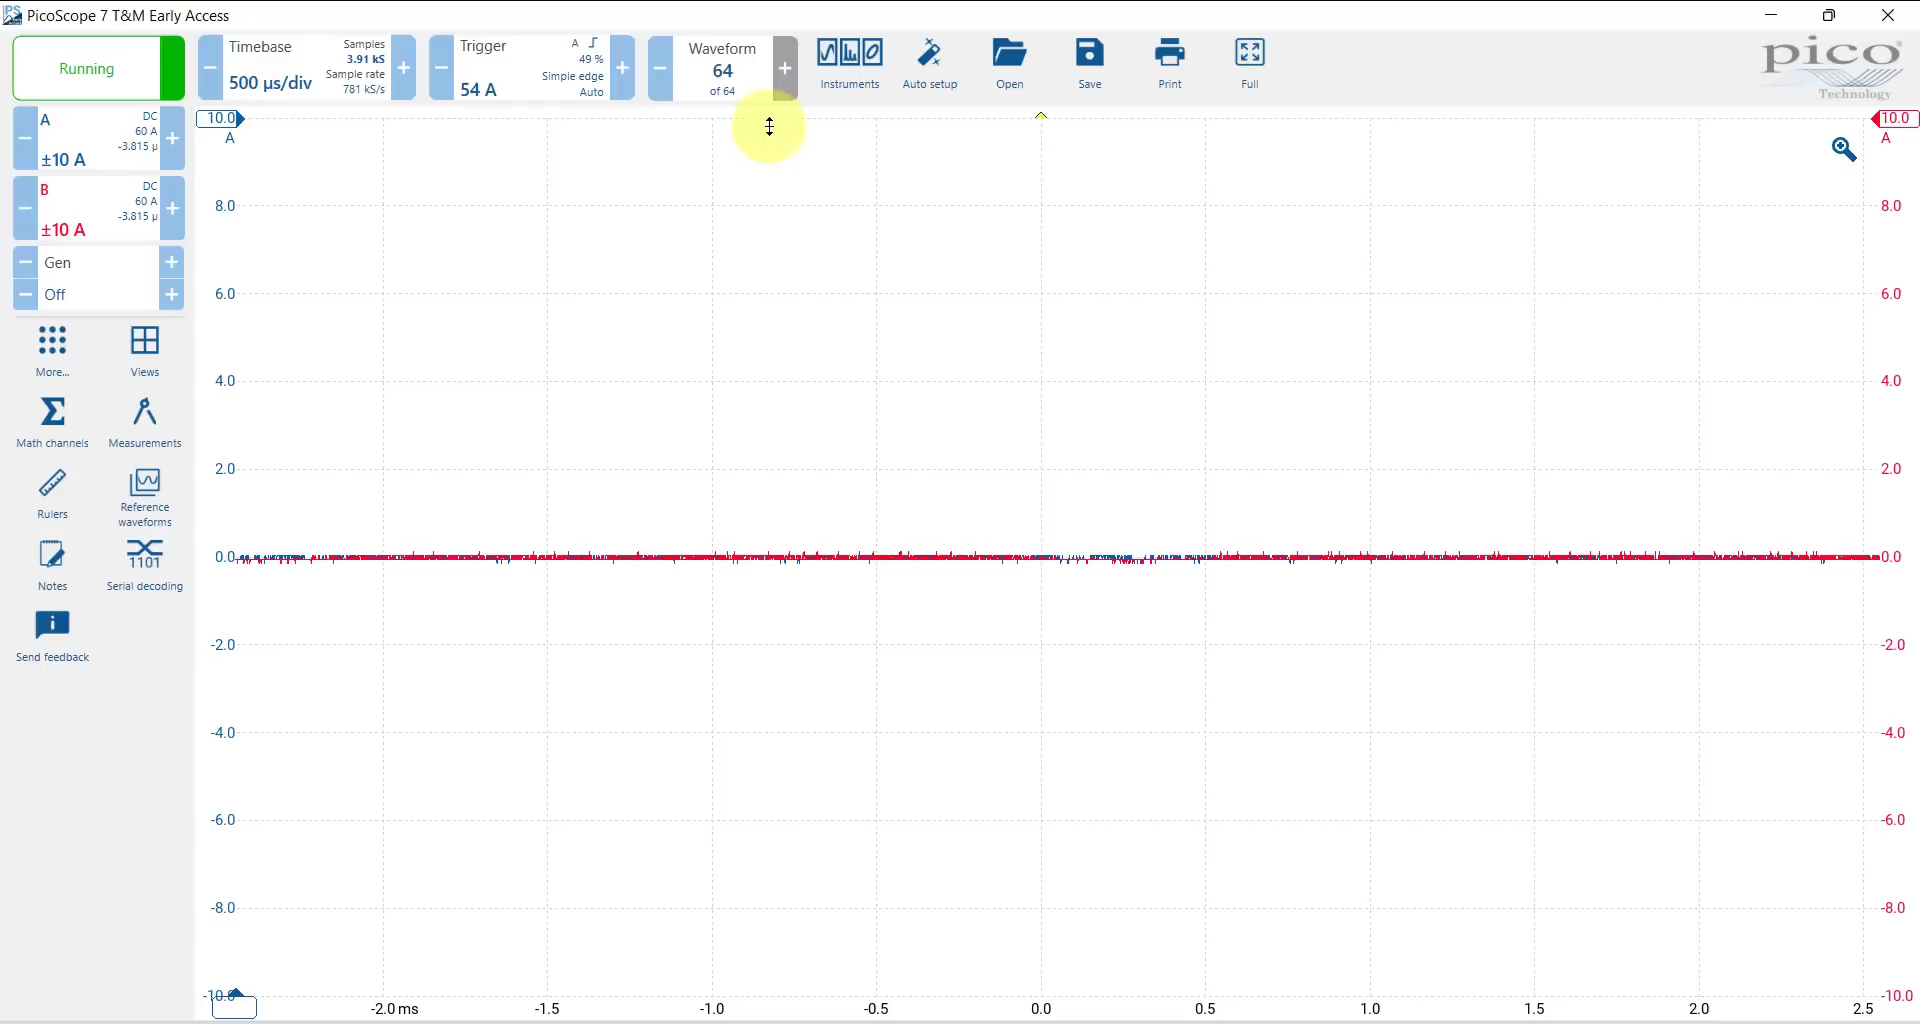 PicoScope 7 T&M Early Access
Running
Timebase
500 µs/div
Samples
3.91 kS
Sample rate
781 kS/s
Trigger
54 A
A
49 %
Simple edge
Auto
Waveform
64
of 64
Instruments
Auto setup
Open
Save
Print
Full
pico
Technology
A
±10 A
DC
60 A
-3.815 µ
B
±10 A
DC
60 A
-3.815 µ
Gen
Off
More...
Views
Math channels
Measurements
Rulers
Reference
waveforms
Notes
1101
Serial decoding
Send feedback
10.0
A
8.0
6.0
4.0
2.0
0.0
-2.0
-4.0
-6.0
-8.0
-10.0
-2.0 ms
-1.5
-1.0
-0.5
0.0
0.5
1.0
1.5
2.0
2.5
10.0
A
8.0
6.0
4.0
2.0
0.0
-2.0
-4.0
-6.0
-8.0
-10.0